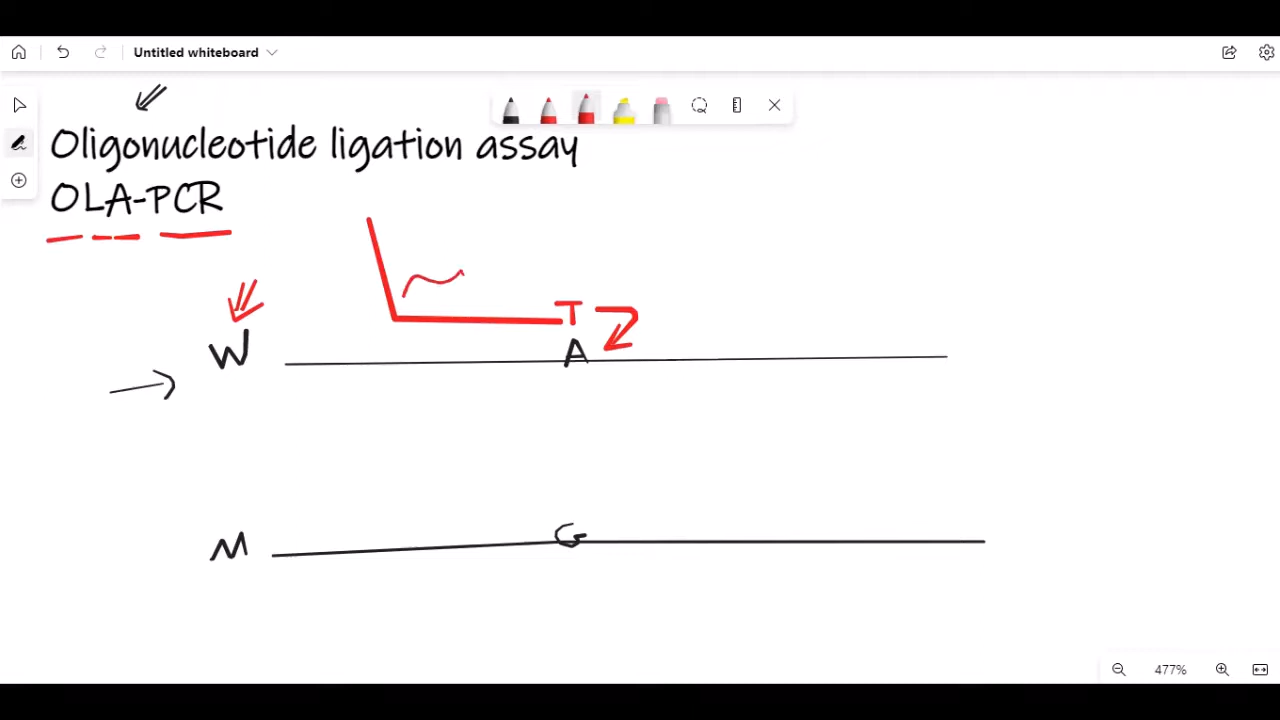 Untitled whiteboard
Oligonucleotide ligation assay
OLA-PCR
T
W
A
M
G
477%